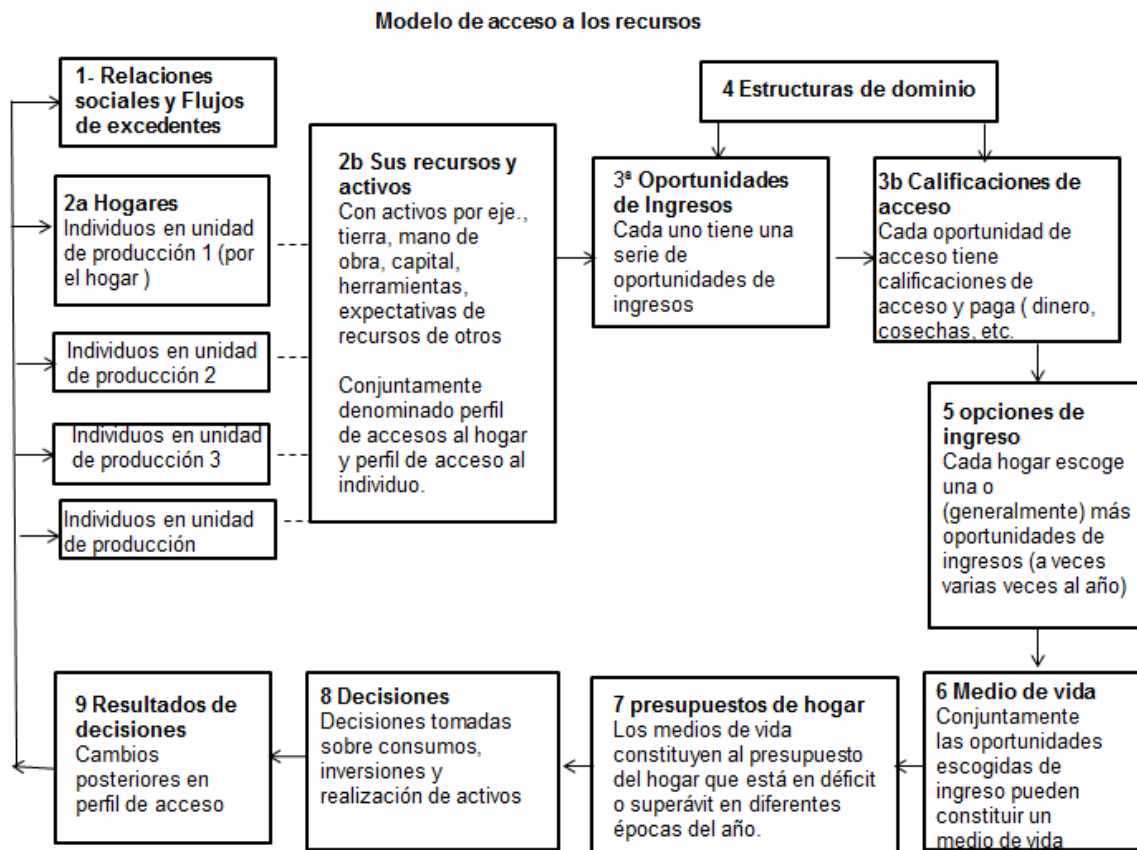 Modelo de acceso a los recursos
1- Relaciones
sociales y Flujos
de excedentes
2a Hogares
Individuos en unidad
de producción 1 (por
el hogar )
Individuos en unidad
de producción 2
Individuos en unidad
de producción 3
Individuos en unidad
de producción
2b Sus recursos y
activos
Con activos por eje.,
tierra, mano de
obra, capital,
herramientas,
expectativas de
recursos de otros
Conjuntamente
denominado perfil
de accesos al hogar
y perfil de acceso al
individuo.
4 Estructuras de dominio
3ª Oportunidades
de Ingresos
Cada uno tiene una
serie de
oportunidades de
ingresos
3b Calificaciones de
acceso
Cada oportunidad de
acceso tiene
calificaciones de
acceso y paga ( dinero,
cosechas, etc.
5 opciones de
ingreso
Cada hogar escoge
una o
(generalmente) más
oportunidades de
ingresos (a veces
varias veces al año)
6 Medio de vida
Conjuntamente
las oportunidades
escogidas de
ingreso pueden
constituir un
medio de vida
7 presupuestos de hogar
Los medios de vida
constituyen al presupuesto
del hogar que está en déficit
o superávit en diferentes
épocas del año.
8 Decisiones
Decisiones tomadas
sobre consumos,
inversiones y
realización de activos
9 Resultados de
decisiones
Cambios
posteriores en
perfil de acceso